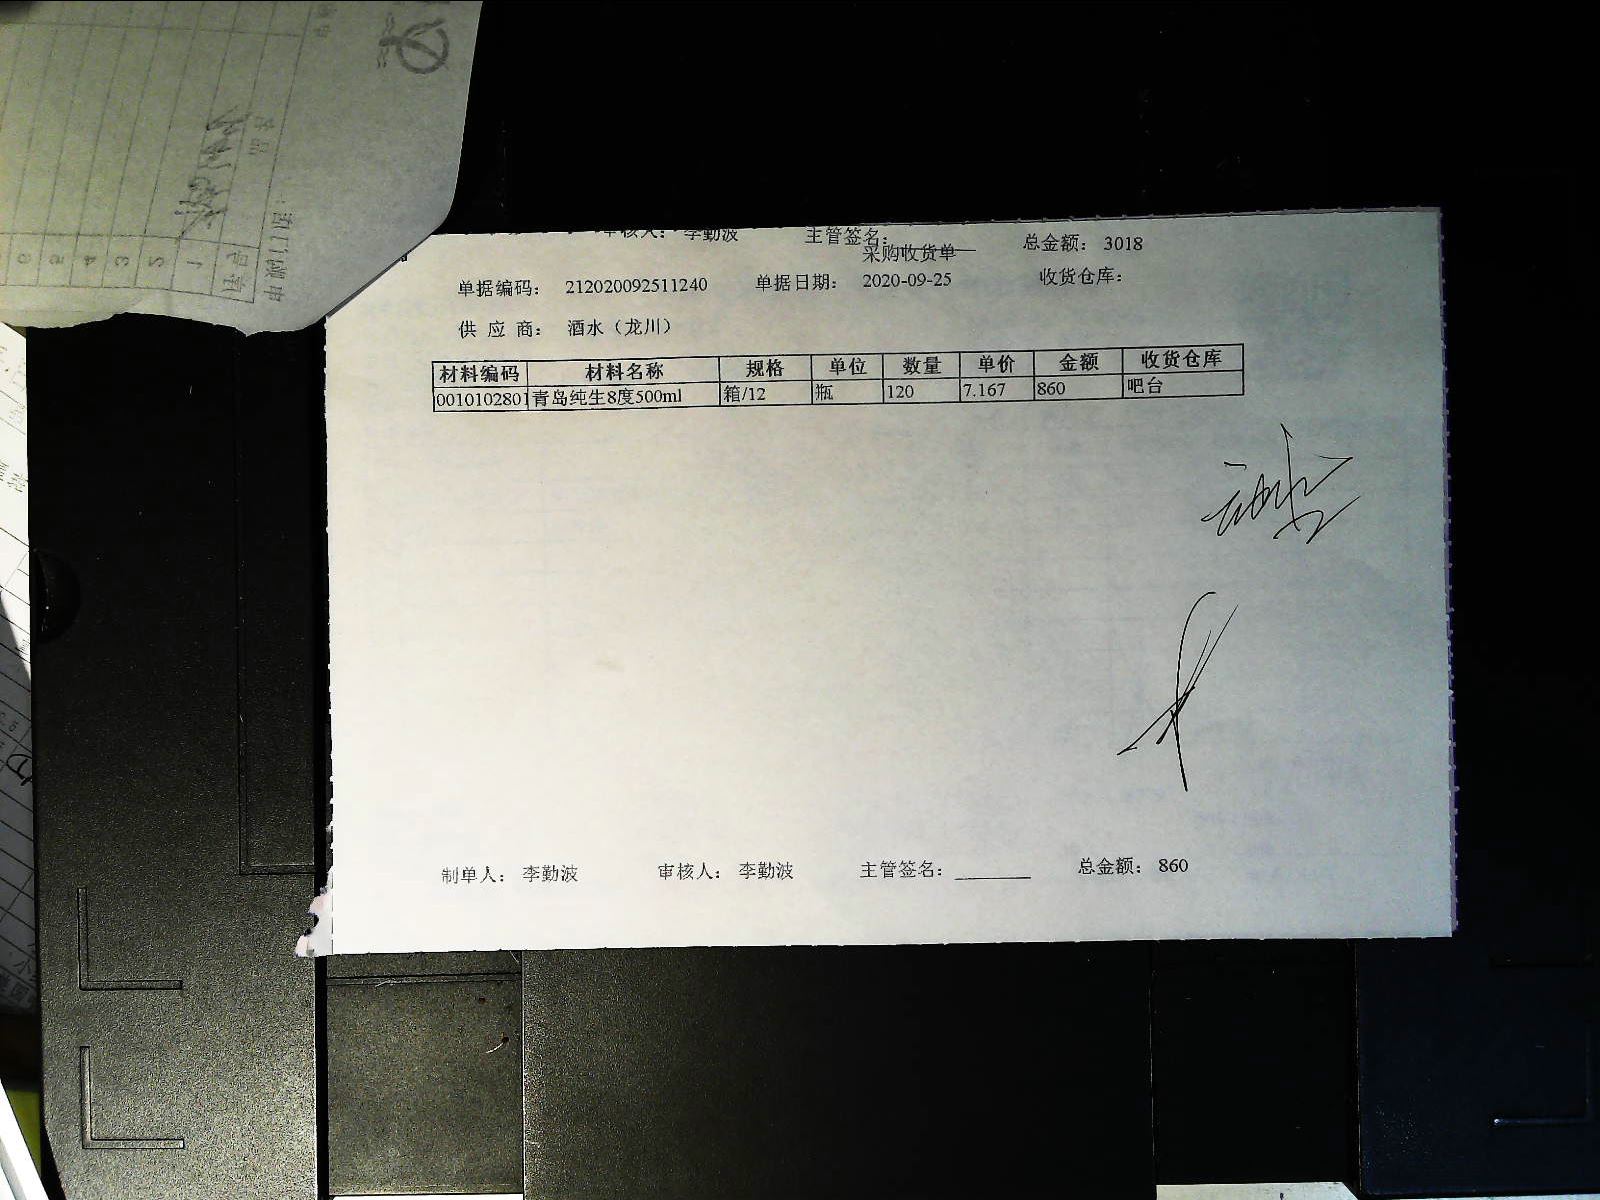 审核人： 李勤波 主管签名： 总金额： 3018
采购收货单
单据编码： 212020092511240 单据日期： 2020-09-25 收货仓库：
供 应 商： 酒水（龙川）
材料编码 材料名称 规格 单位 数量 单价 金额 收货仓库
0010102801 青岛纯生8度500ml 箱/12 瓶 120 7.167 860 吧台
制单人： 李勤波 审核人： 李勤波 主管签名： 总金额： 860